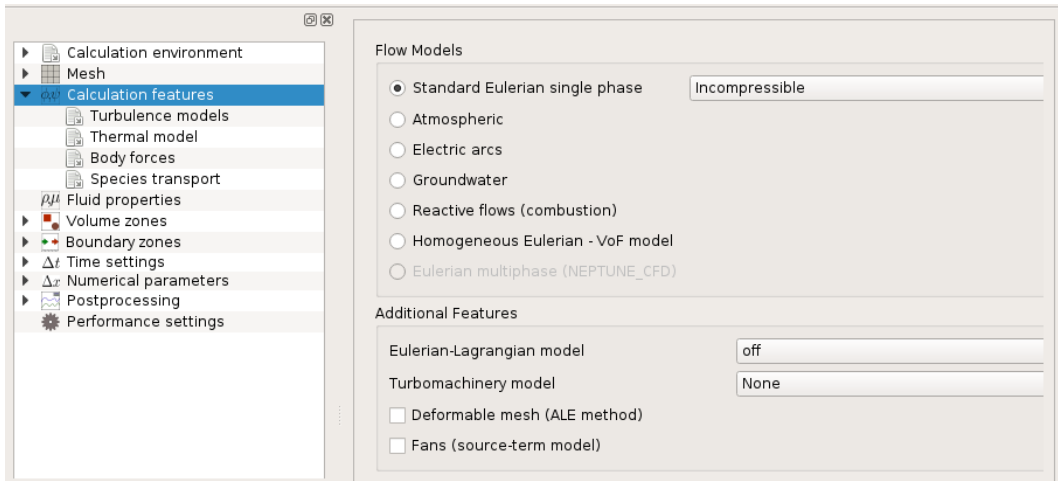 Calculation environment
Mesh
Calculation features
Turbulence models
Thermal model
Body forces
Species transport
ρ,μ Fluid properties
Volume zones
Boundary zones
Δt Time settings
Δx Numerical parameters
Postprocessing
Performance settings
Flow Models
Standard Eulerian single phase Incompressible
Atmospheric
Electric arcs
Groundwater
Reactive flows (combustion)
Homogeneous Eulerian - VoF model
Eulerian multiphase (NEPTUNE_CFD)
Additional Features
Eulerian-Lagrangian model off
Turbomachinery model None
Deformable mesh (ALE method)
Fans (source-term model)